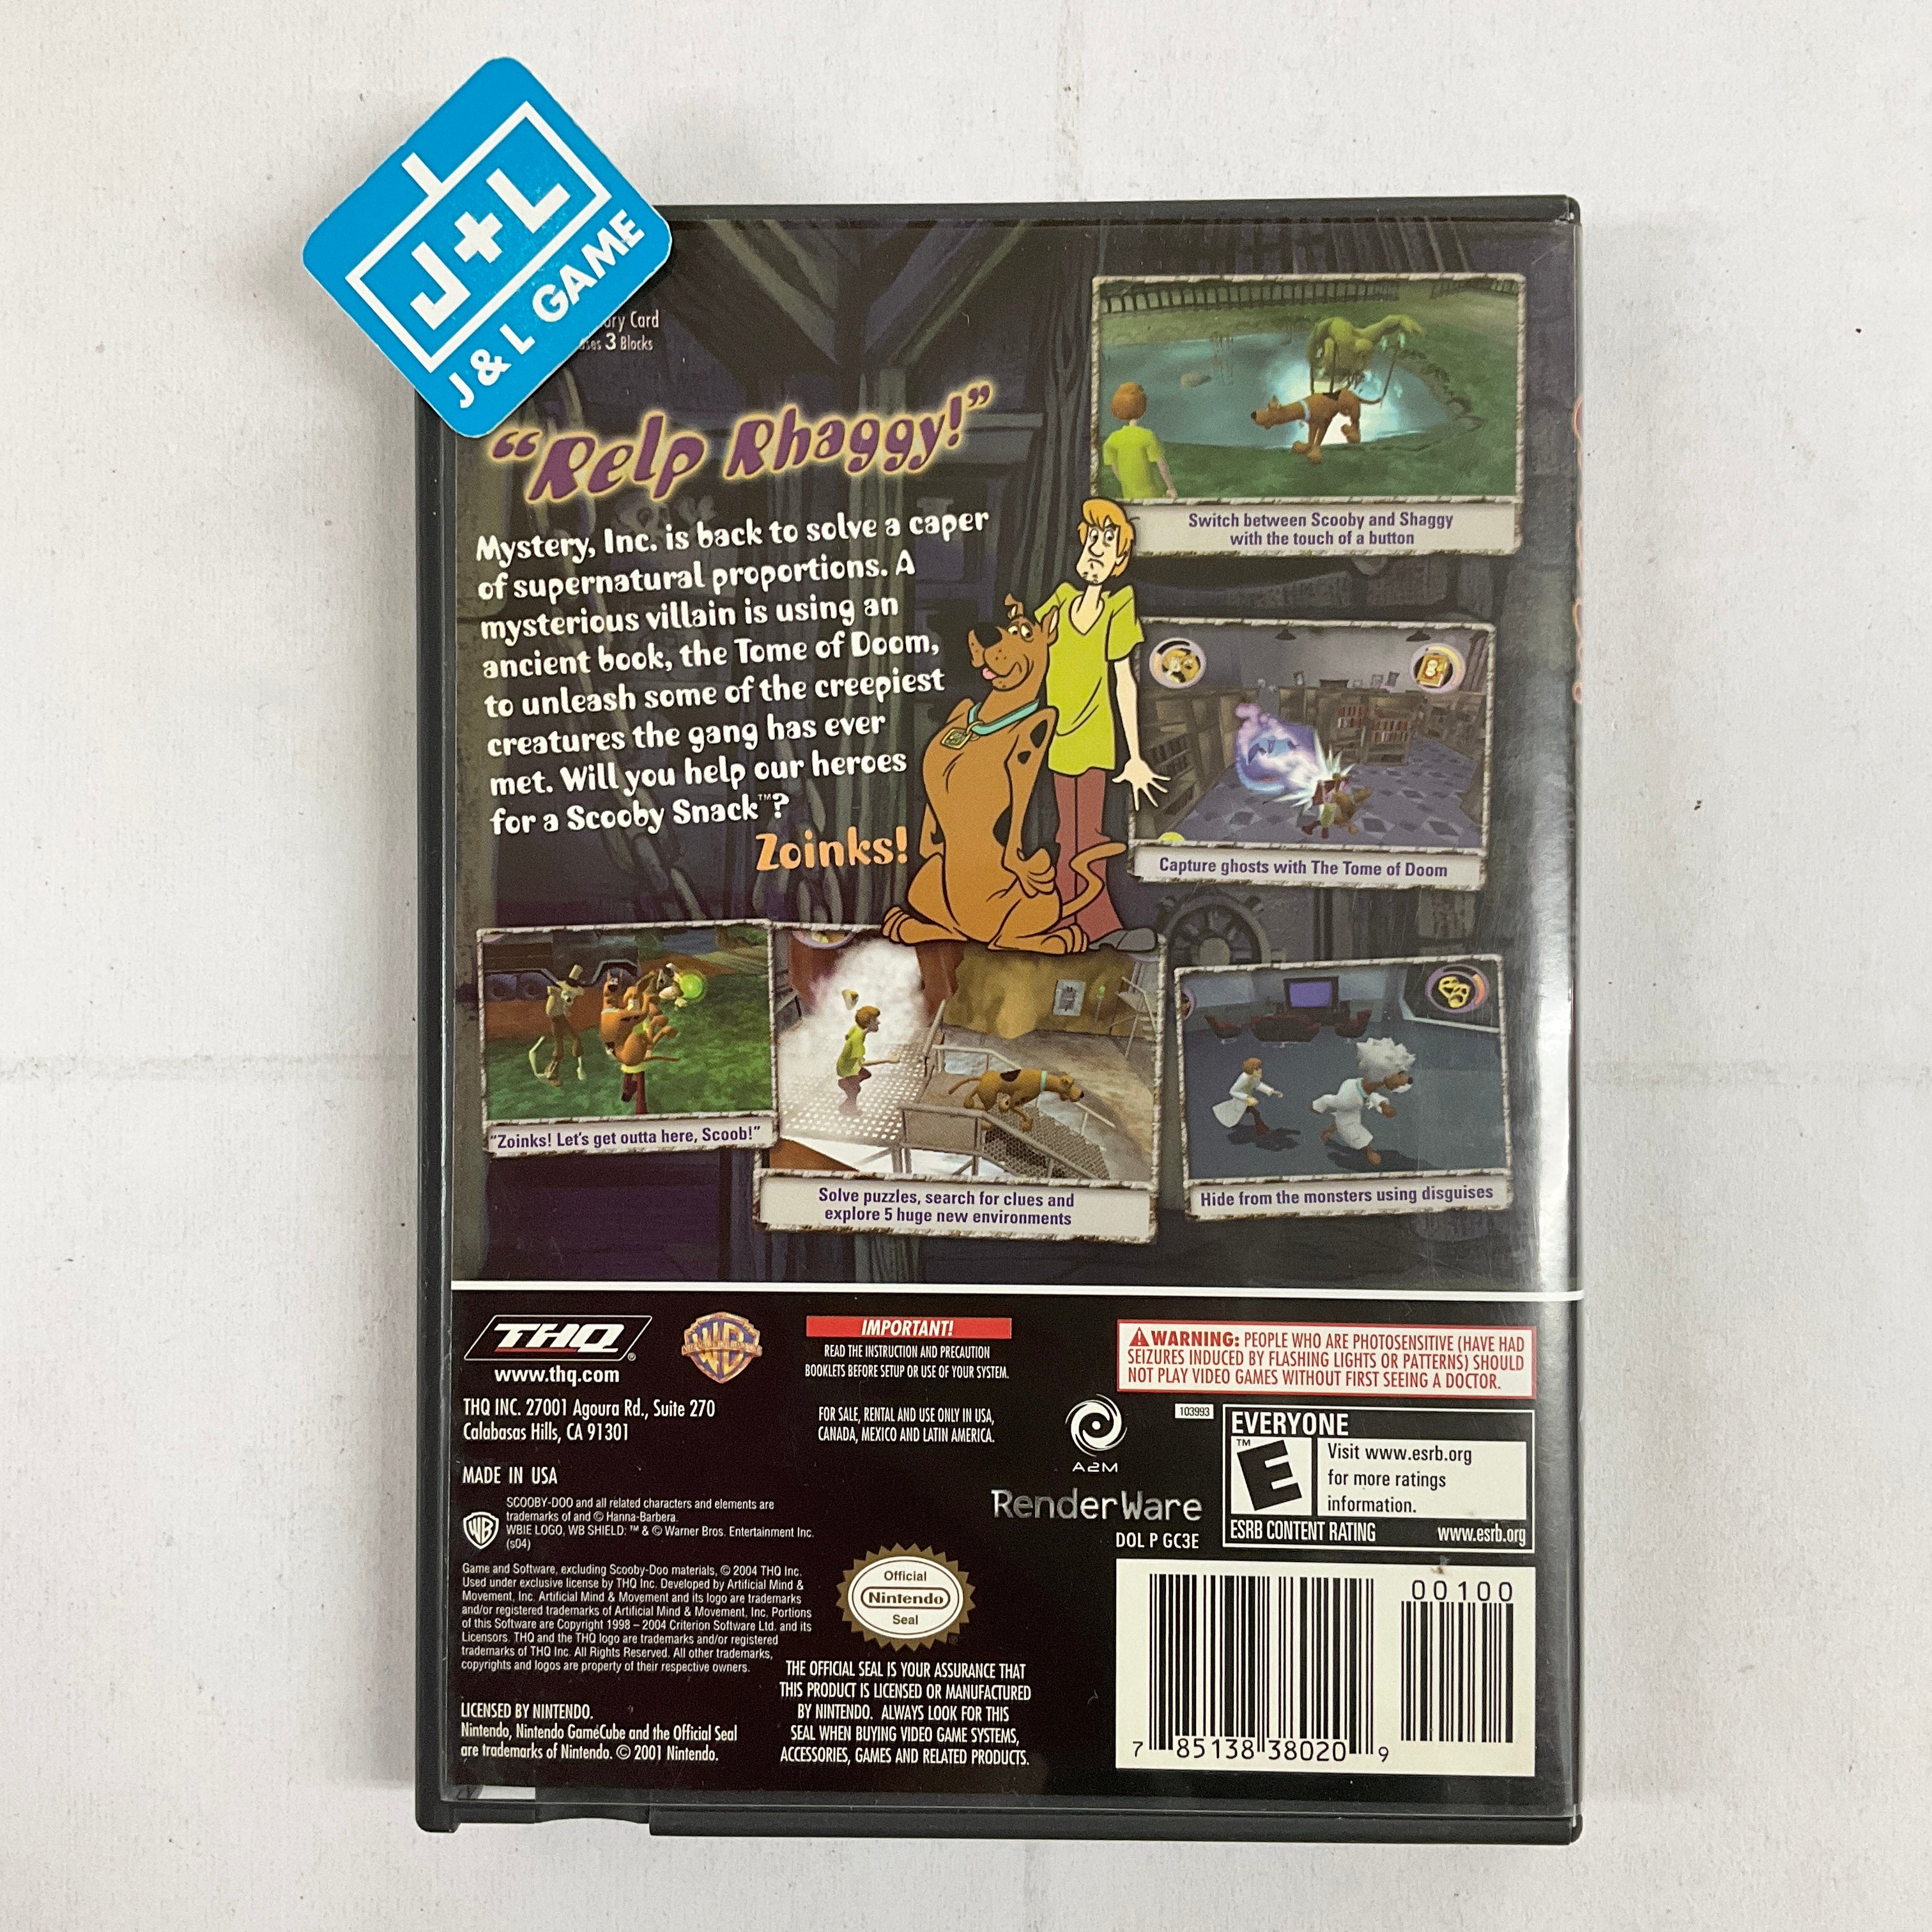 J+L
J & L GAME
Card
3 Blocks
"Relp Rhaggy!"
Mystery, Inc. is back to solve a caper
of supernatural proportions. A
mysterious villain is using an
ancient book, the Tome of Doom,
to unleash some of the creepiest
creatures the gang has ever
met. Will you help our heroes
for a Scooby Snack™?
Zoinks!
Switch between Scooby and Shaggy
with the touch of a button
Capture ghosts with The Tome of Doom
"Zoinks! Let's get outta here, Scoob!"
Solve puzzles, search for clues and
explore 5 huge new environments
Hide from the monsters using disguises
THQ®
www.thq.com
THQ INC. 27001 Agoura Rd., Suite 270
Calabasas Hills, CA 91301
MADE IN USA
WB
IMPORTANT!
READ THE INSTRUCTION AND PRECAUTION
BOOKLETS BEFORE SETUP OR USE OF YOUR SYSTEM.
FOR SALE, RENTAL AND USE ONLY IN USA,
CANADA, MEXICO AND LATIN AMERICA.
WARNING: PEOPLE WHO ARE PHOTOSENSITIVE (HAVE HAD
SEIZURES INDUCED BY FLASHING LIGHTS OR PATTERNS) SHOULD
NOT PLAY VIDEO GAMES WITHOUT FIRST SEEING A DOCTOR.
A2M
103993
RenderWare
DOL P GC3E
EVERYONE
E™
Visit www.esrb.org
for more ratings
information.
ESRB CONTENT RATING www.esrb.org
WB
SCOOBY-DOO and all related characters and elements are
trademarks of and © Hanna-Barbera.
WBIE LOGO, WB SHIELD: ™ & © Warner Bros. Entertainment Inc.
(s04)
Game and Software, excluding Scooby-Doo materials, © 2004 THQ Inc.
Used under exclusive license by THQ Inc. Developed by Artificial Mind &
Movement, Inc. Artificial Mind & Movement and its logo are trademarks
and/or registered trademarks of Artificial Mind & Movement, Inc. Portions
of this Software are Copyright 1998 – 2004 Criterion Software Ltd. and its
Licensors. THQ and the THQ logo are trademarks and/or registered
trademarks of THQ Inc. All Rights Reserved. All other trademarks,
copyrights and logos are property of their respective owners.
LICENSED BY NINTENDO.
Nintendo, Nintendo GameCube and the Official Seal
are trademarks of Nintendo. © 2001 Nintendo.
Official
Nintendo
Seal
THE OFFICIAL SEAL IS YOUR ASSURANCE THAT
THIS PRODUCT IS LICENSED OR MANUFACTURED
BY NINTENDO. ALWAYS LOOK FOR THIS
SEAL WHEN BUYING VIDEO GAME SYSTEMS,
ACCESSORIES, GAMES AND RELATED PRODUCTS.
00100
7 85138 38020 9